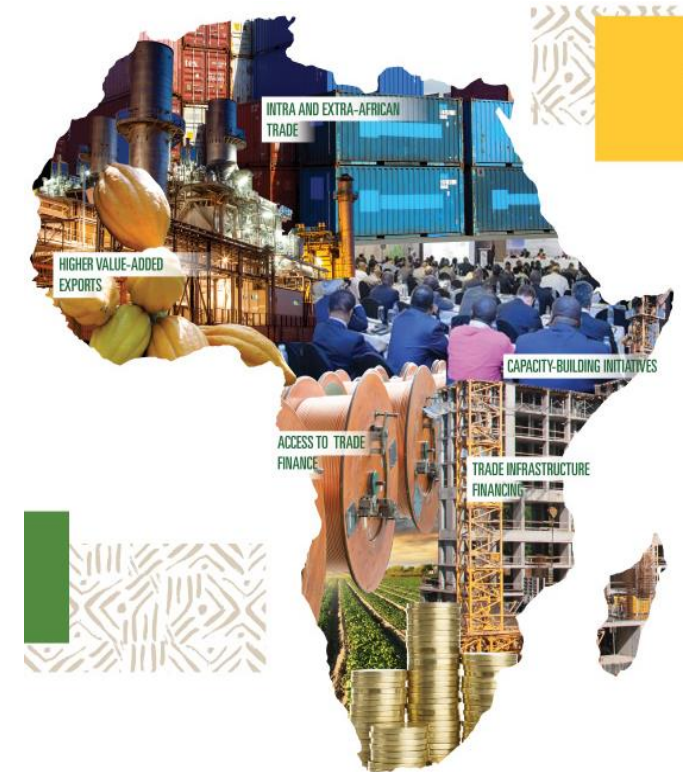 INTRA AND EXTRA-AFRICAN
TRADE
HIGHER VALUE-ADDED
EXPORTS
CAPACITY-BUILDING INITIATIVES
ACCESS TO TRADE
FINANCE
TRADE INFRASTRUCTURE
FINANCING